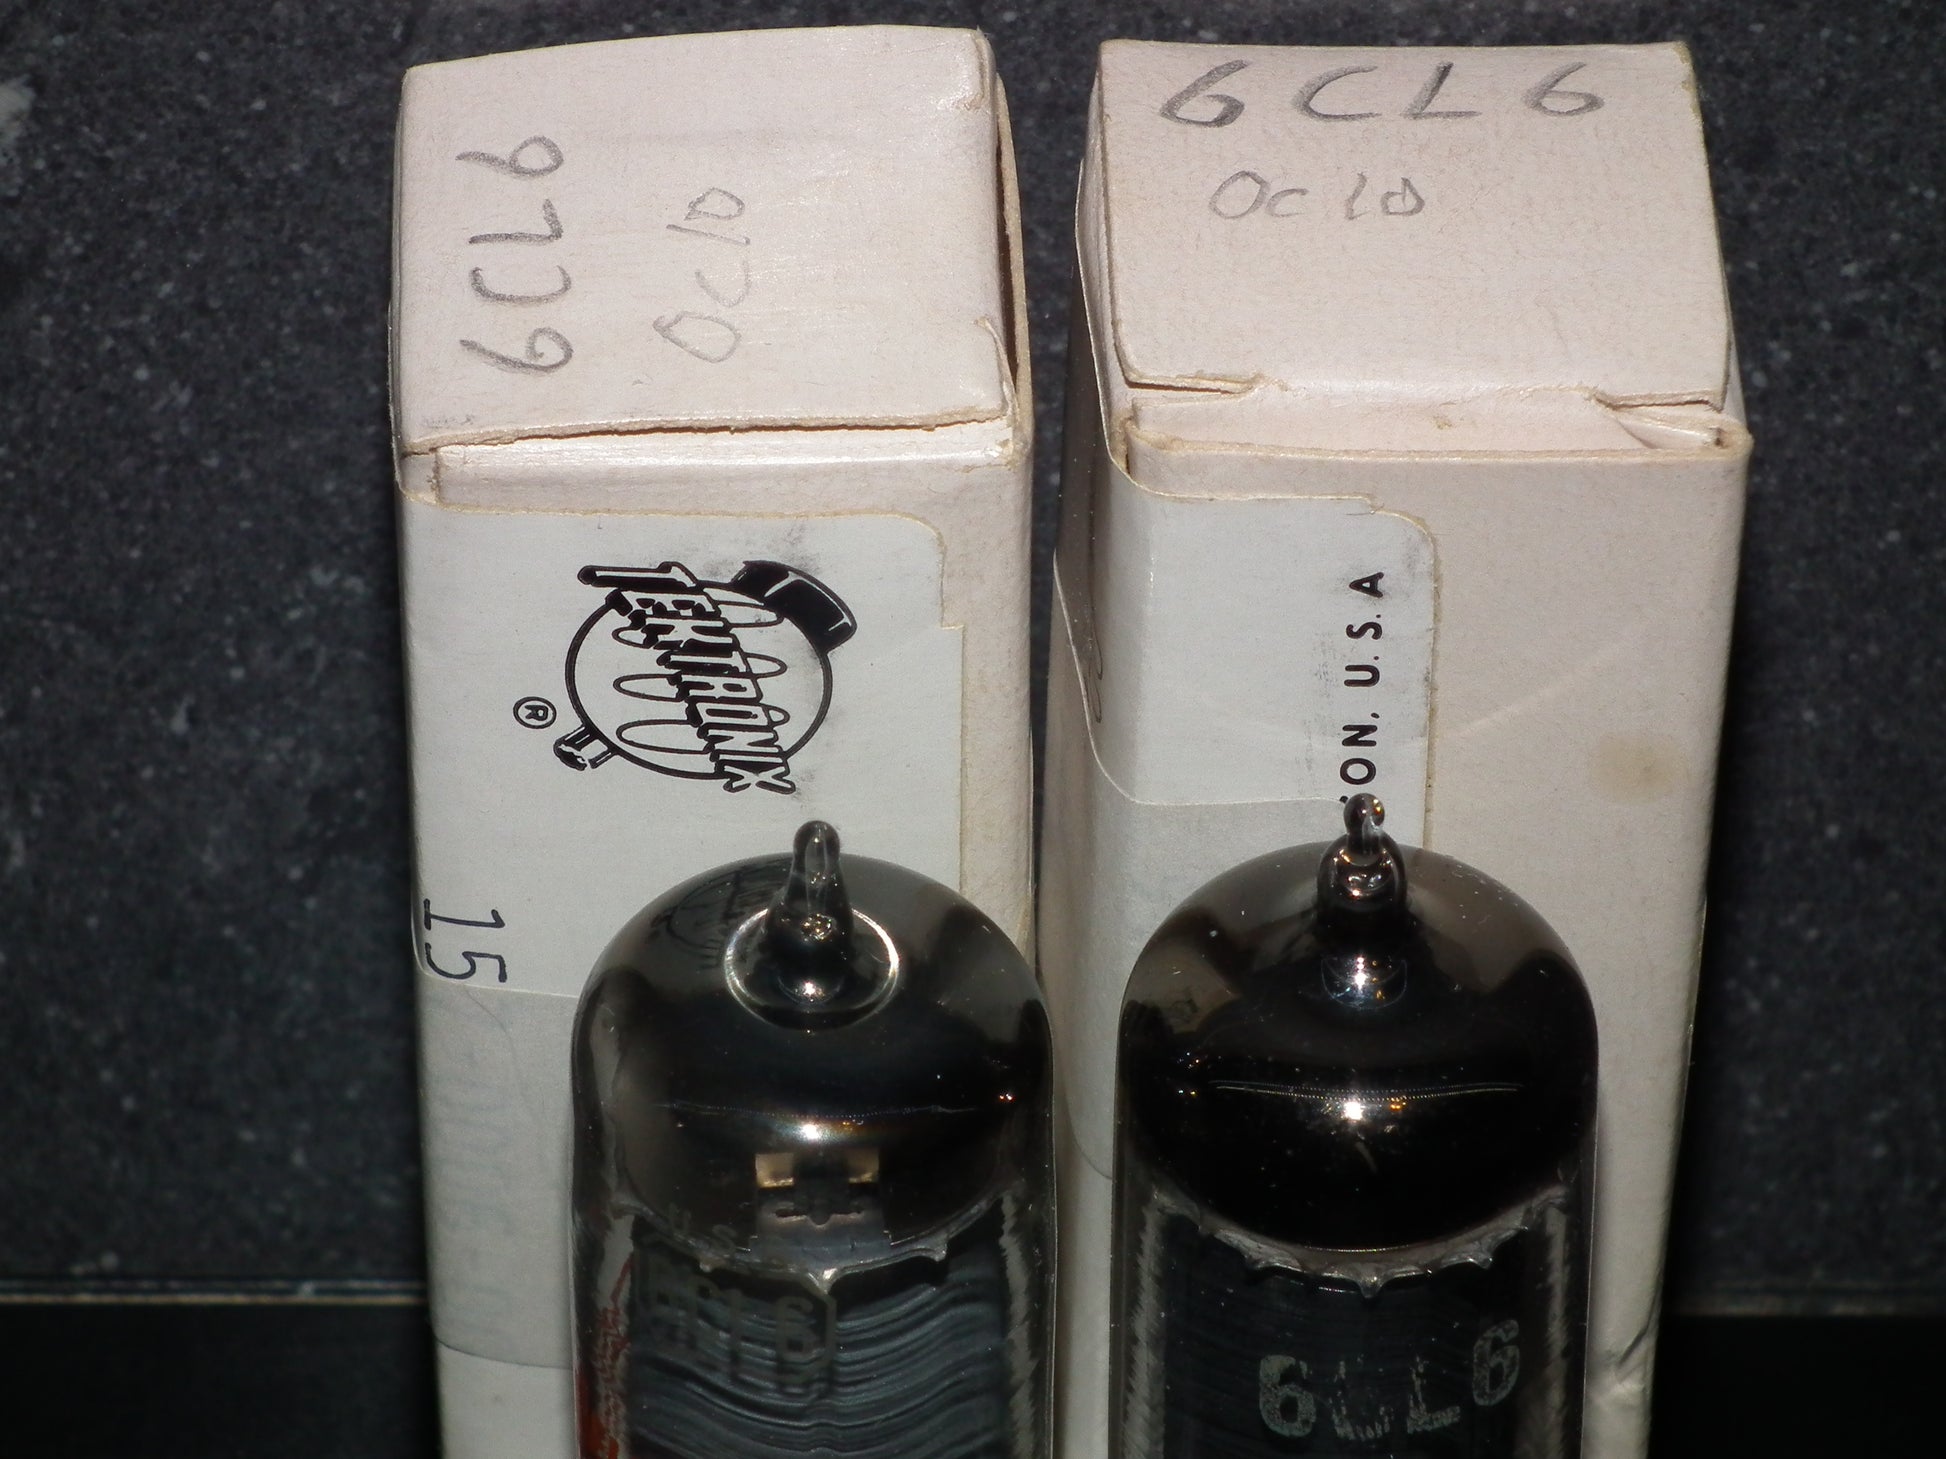 6CL6
Oc10
TEKTRONIX
®
15
6CL6
Oc10
ON, U.S.A
U.S.
6CL6